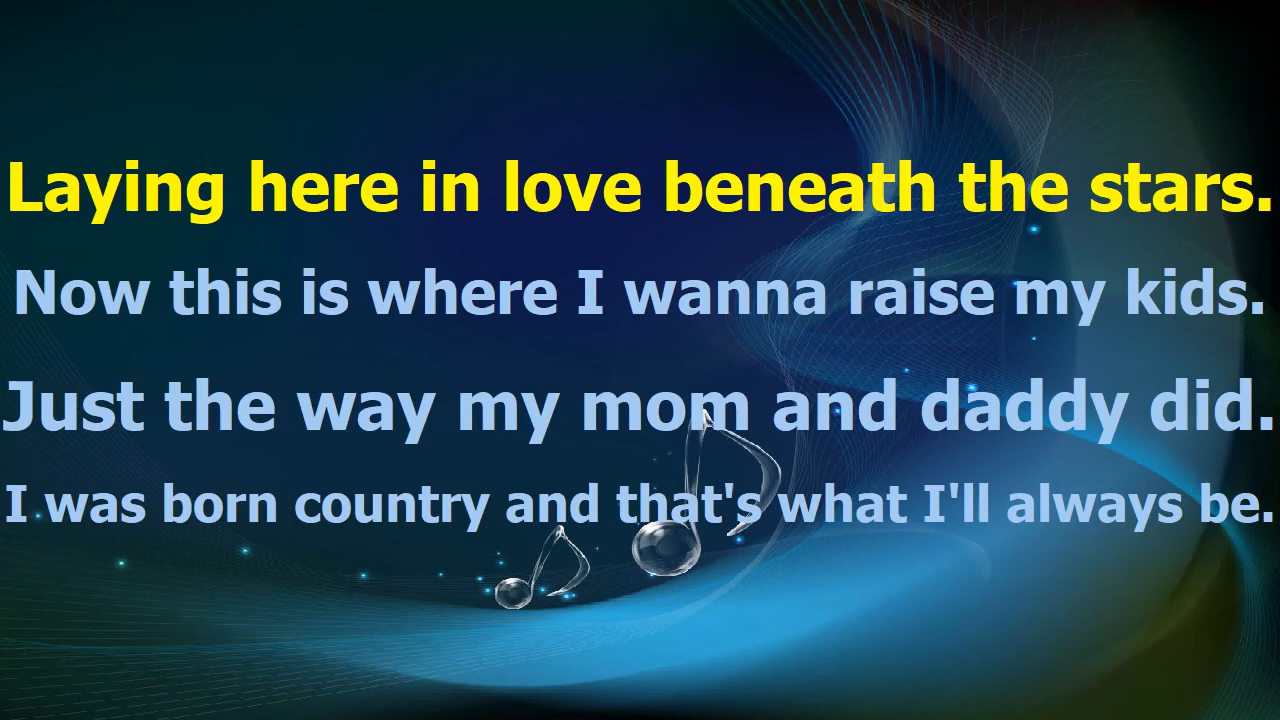 Laying here in love beneath the stars.
Now this is where I wanna raise my kids.
Just the way my mom and daddy did.
I was born country and that's what I'll always be.